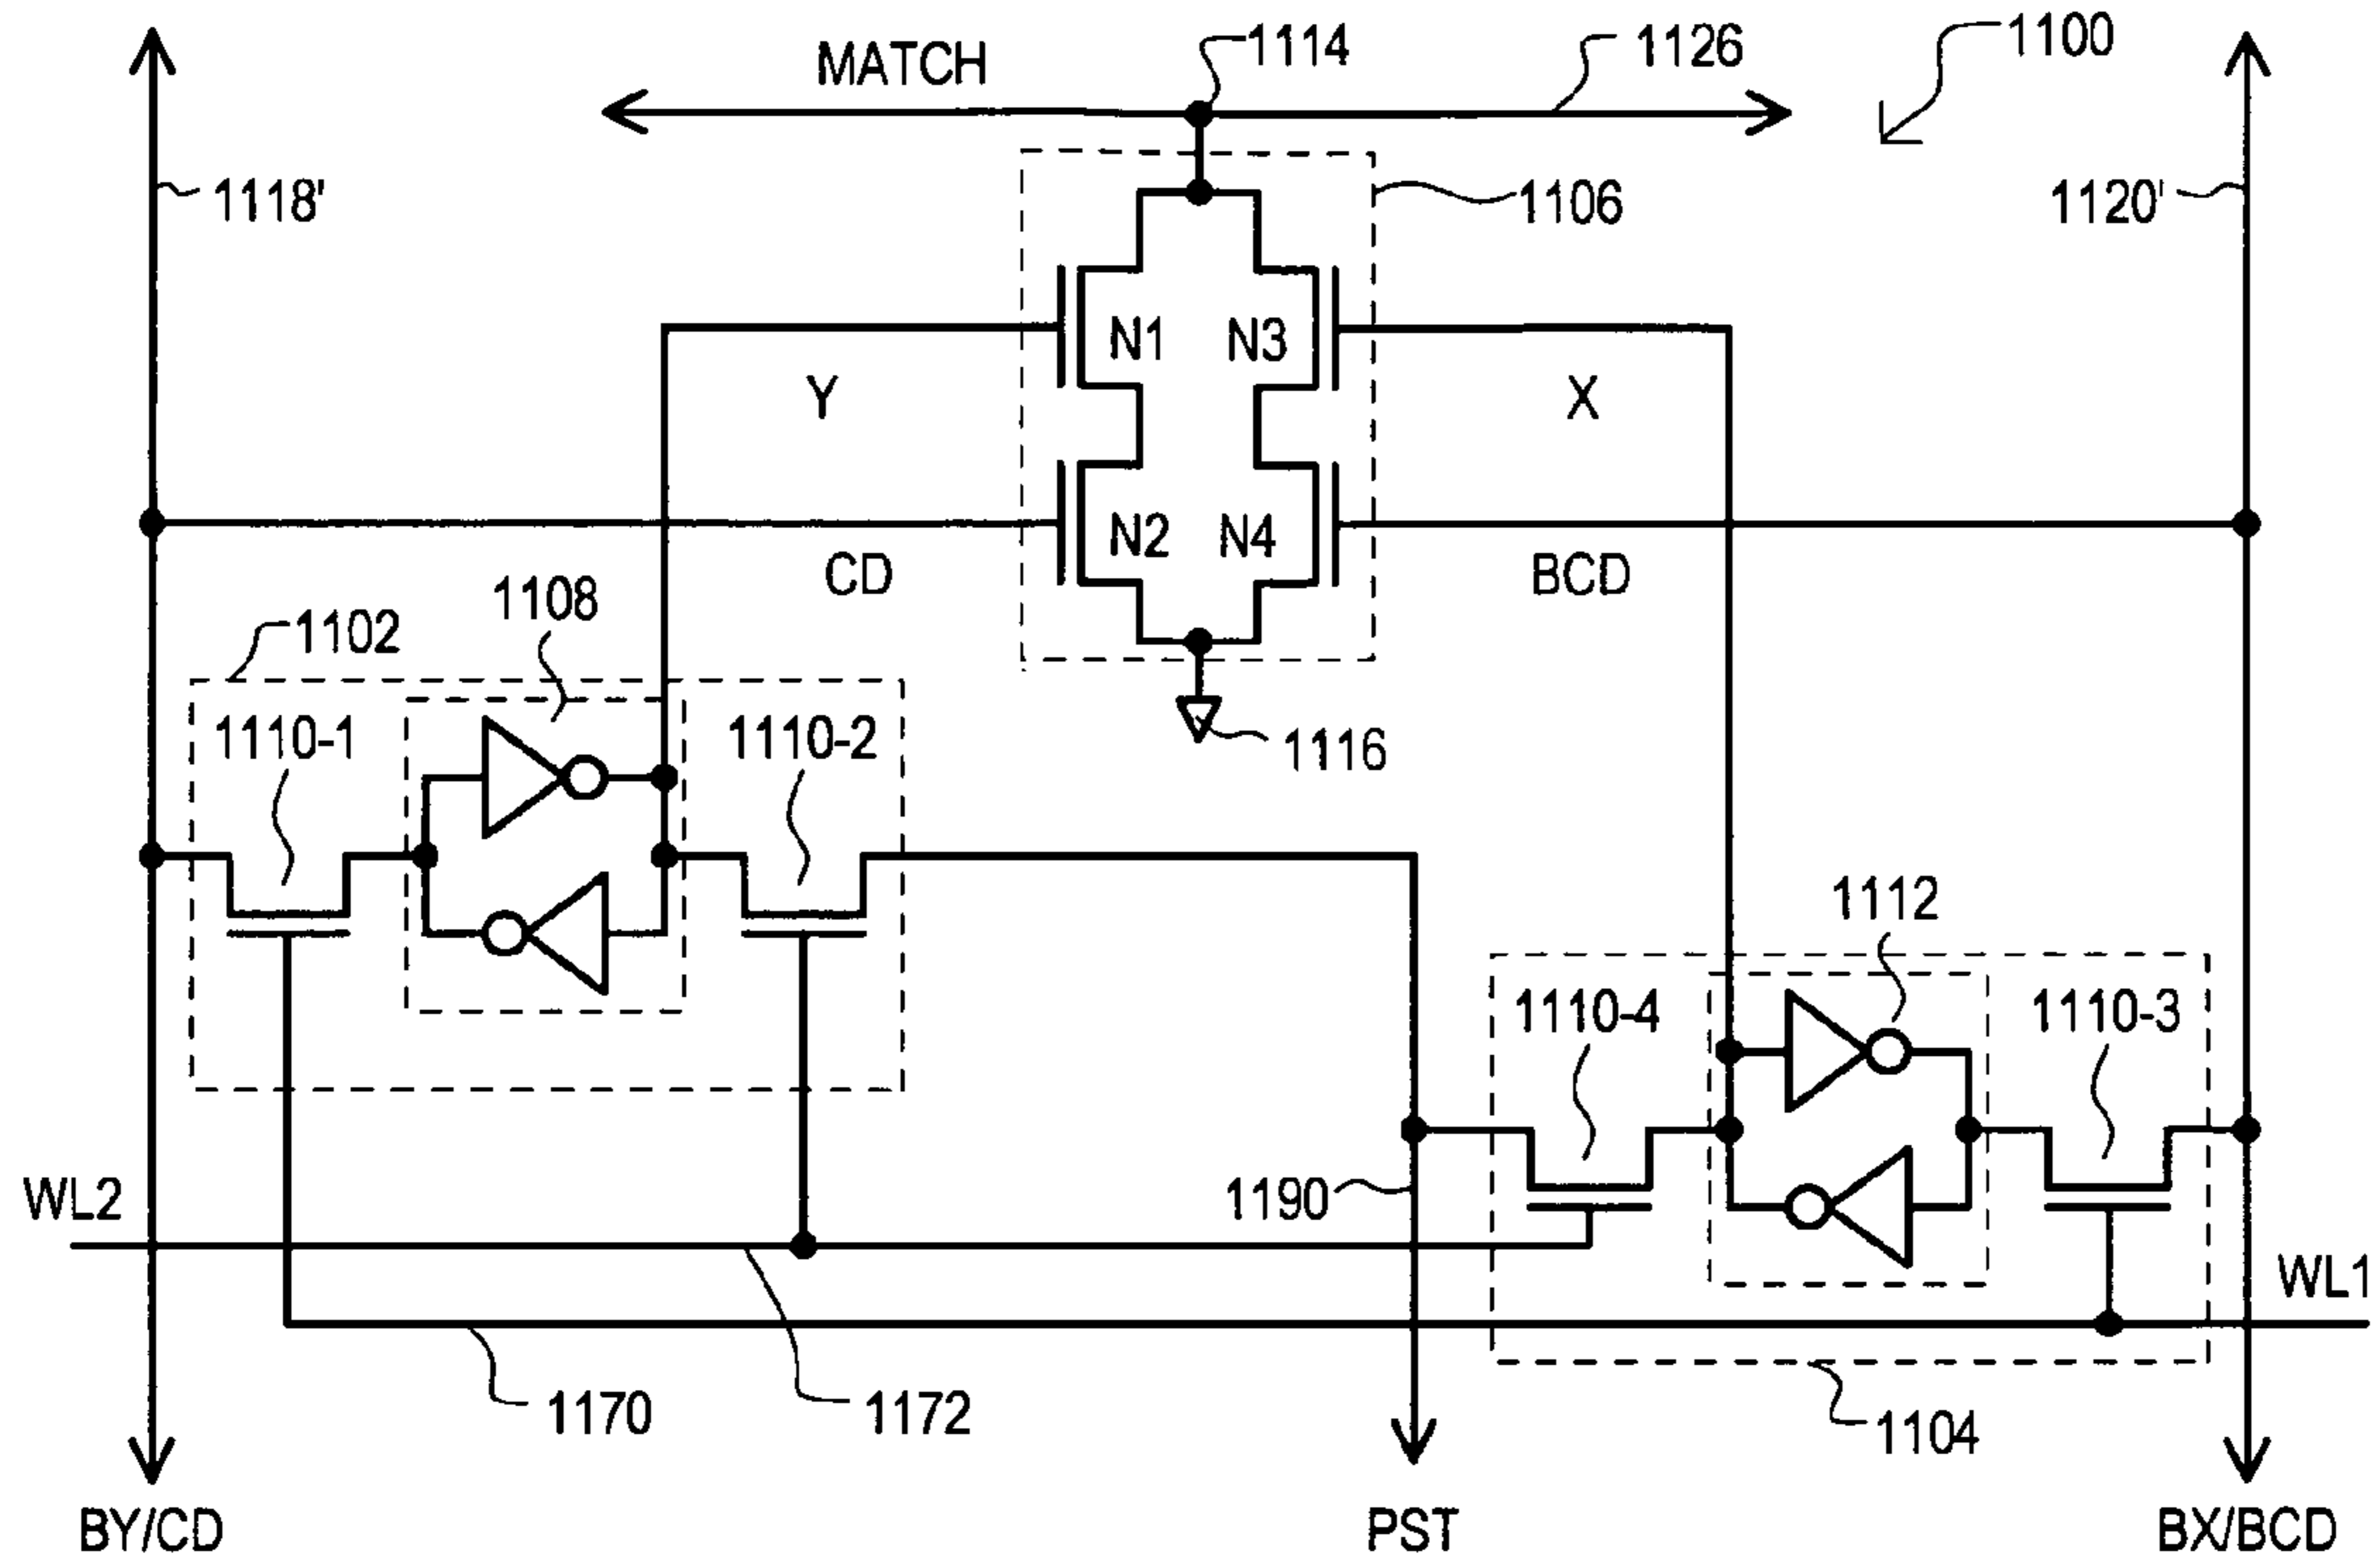 MATCH
1114
1126
1100
1118'
1106
1120'
N1
N3
Y
X
N2
N4
CD
BCD
1108
1102
1110-1
1110-2
1116
1112
1110-4
1110-3
WL2
1190
WL1
1170
1172
1104
BY/CD
PST
BX/BCD